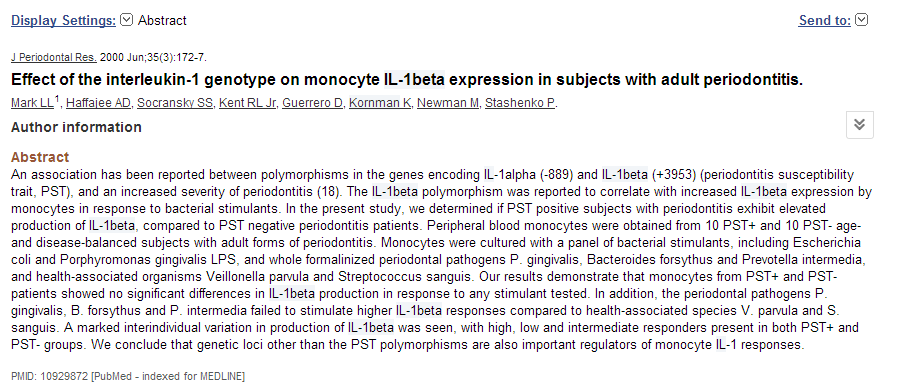 Display Settings: Abstract Send to:
J Periodontal Res. 2000 Jun;35(3):172-7.
Effect of the interleukin-1 genotype on monocyte IL-1beta expression in subjects with adult periodontitis.
Mark LL1, Haffajee AD, Socransky SS, Kent RL Jr, Guerrero D, Kornman K, Newman M, Stashenko P.
Author information
Abstract
An association has been reported between polymorphisms in the genes encoding IL-1alpha (-889) and IL-1beta (+3953) (periodontitis susceptibility
trait, PST), and an increased severity of periodontitis (18). The IL-1beta polymorphism was reported to correlate with increased IL-1beta expression by
monocytes in response to bacterial stimulants. In the present study, we determined if PST positive subjects with periodontitis exhibit elevated
production of IL-1beta, compared to PST negative periodontitis patients. Peripheral blood monocytes were obtained from 10 PST+ and 10 PST- age-
and disease-balanced subjects with adult forms of periodontitis. Monocytes were cultured with a panel of bacterial stimulants, including Escherichia
coli and Porphyromonas gingivalis LPS, and whole formalinized periodontal pathogens P. gingivalis, Bacteroides forsythus and Prevotella intermedia,
and health-associated organisms Veillonella parvula and Streptococcus sanguis. Our results demonstrate that monocytes from PST+ and PST-
patients showed no significant differences in IL-1beta production in response to any stimulant tested. In addition, the periodontal pathogens P.
gingivalis, B. forsythus and P. intermedia failed to stimulate higher IL-1beta responses compared to health-associated species V. parvula and S.
sanguis. A marked interindividual variation in production of IL-1beta was seen, with high, low and intermediate responders present in both PST+ and
PST- groups. We conclude that genetic loci other than the PST polymorphisms are also important regulators of monocyte IL-1 responses.
PMID: 10929872 [PubMed - indexed for MEDLINE]